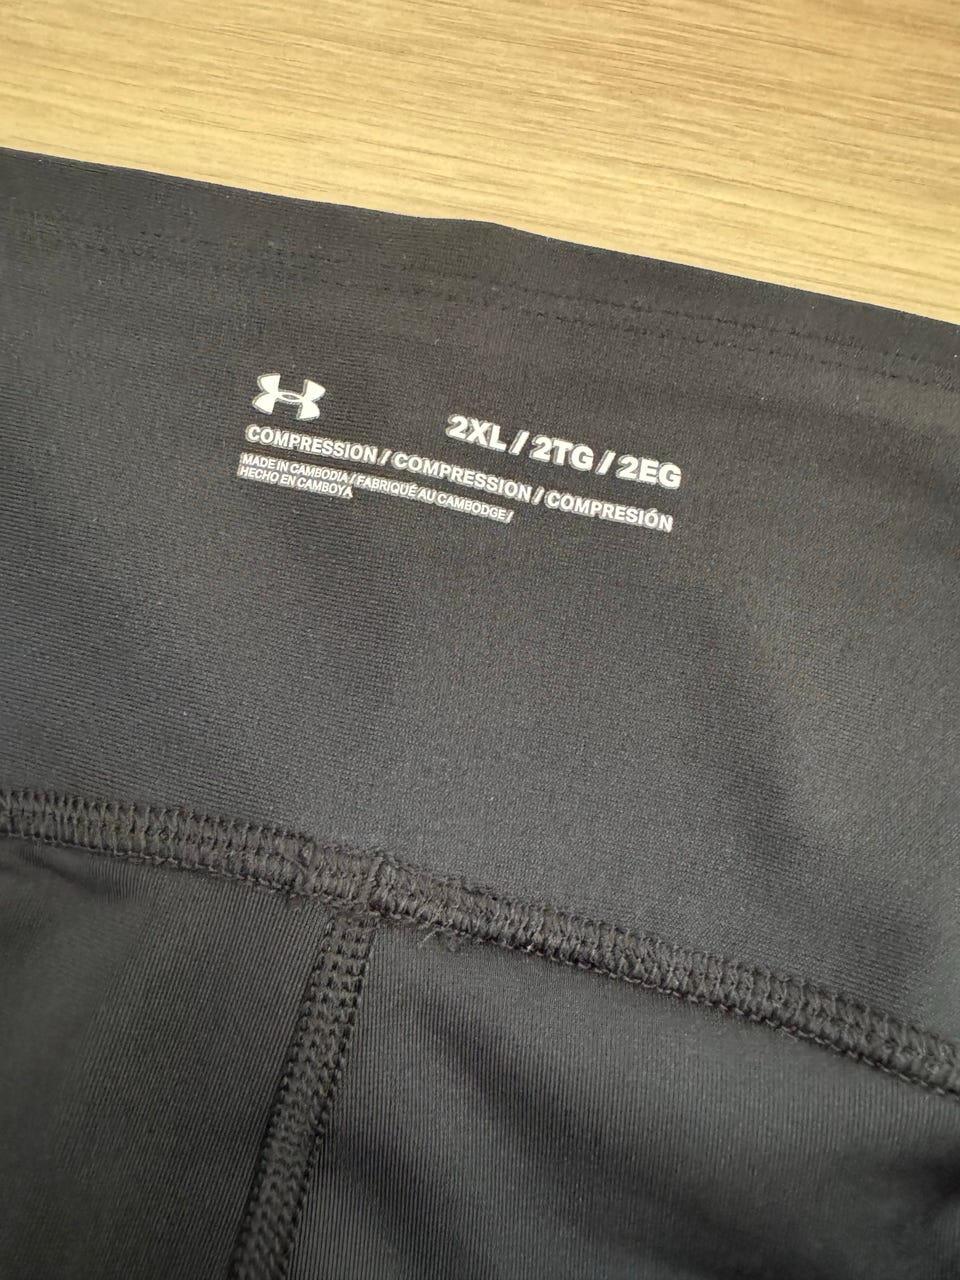 2XL / 2TG / 2EG
COMPRESSION / COMPRESSION / COMPRESIÓN
MADE IN CAMBODIA / FABRIQUÉ AU CAMBODGE /
HECHO EN CAMBOYA